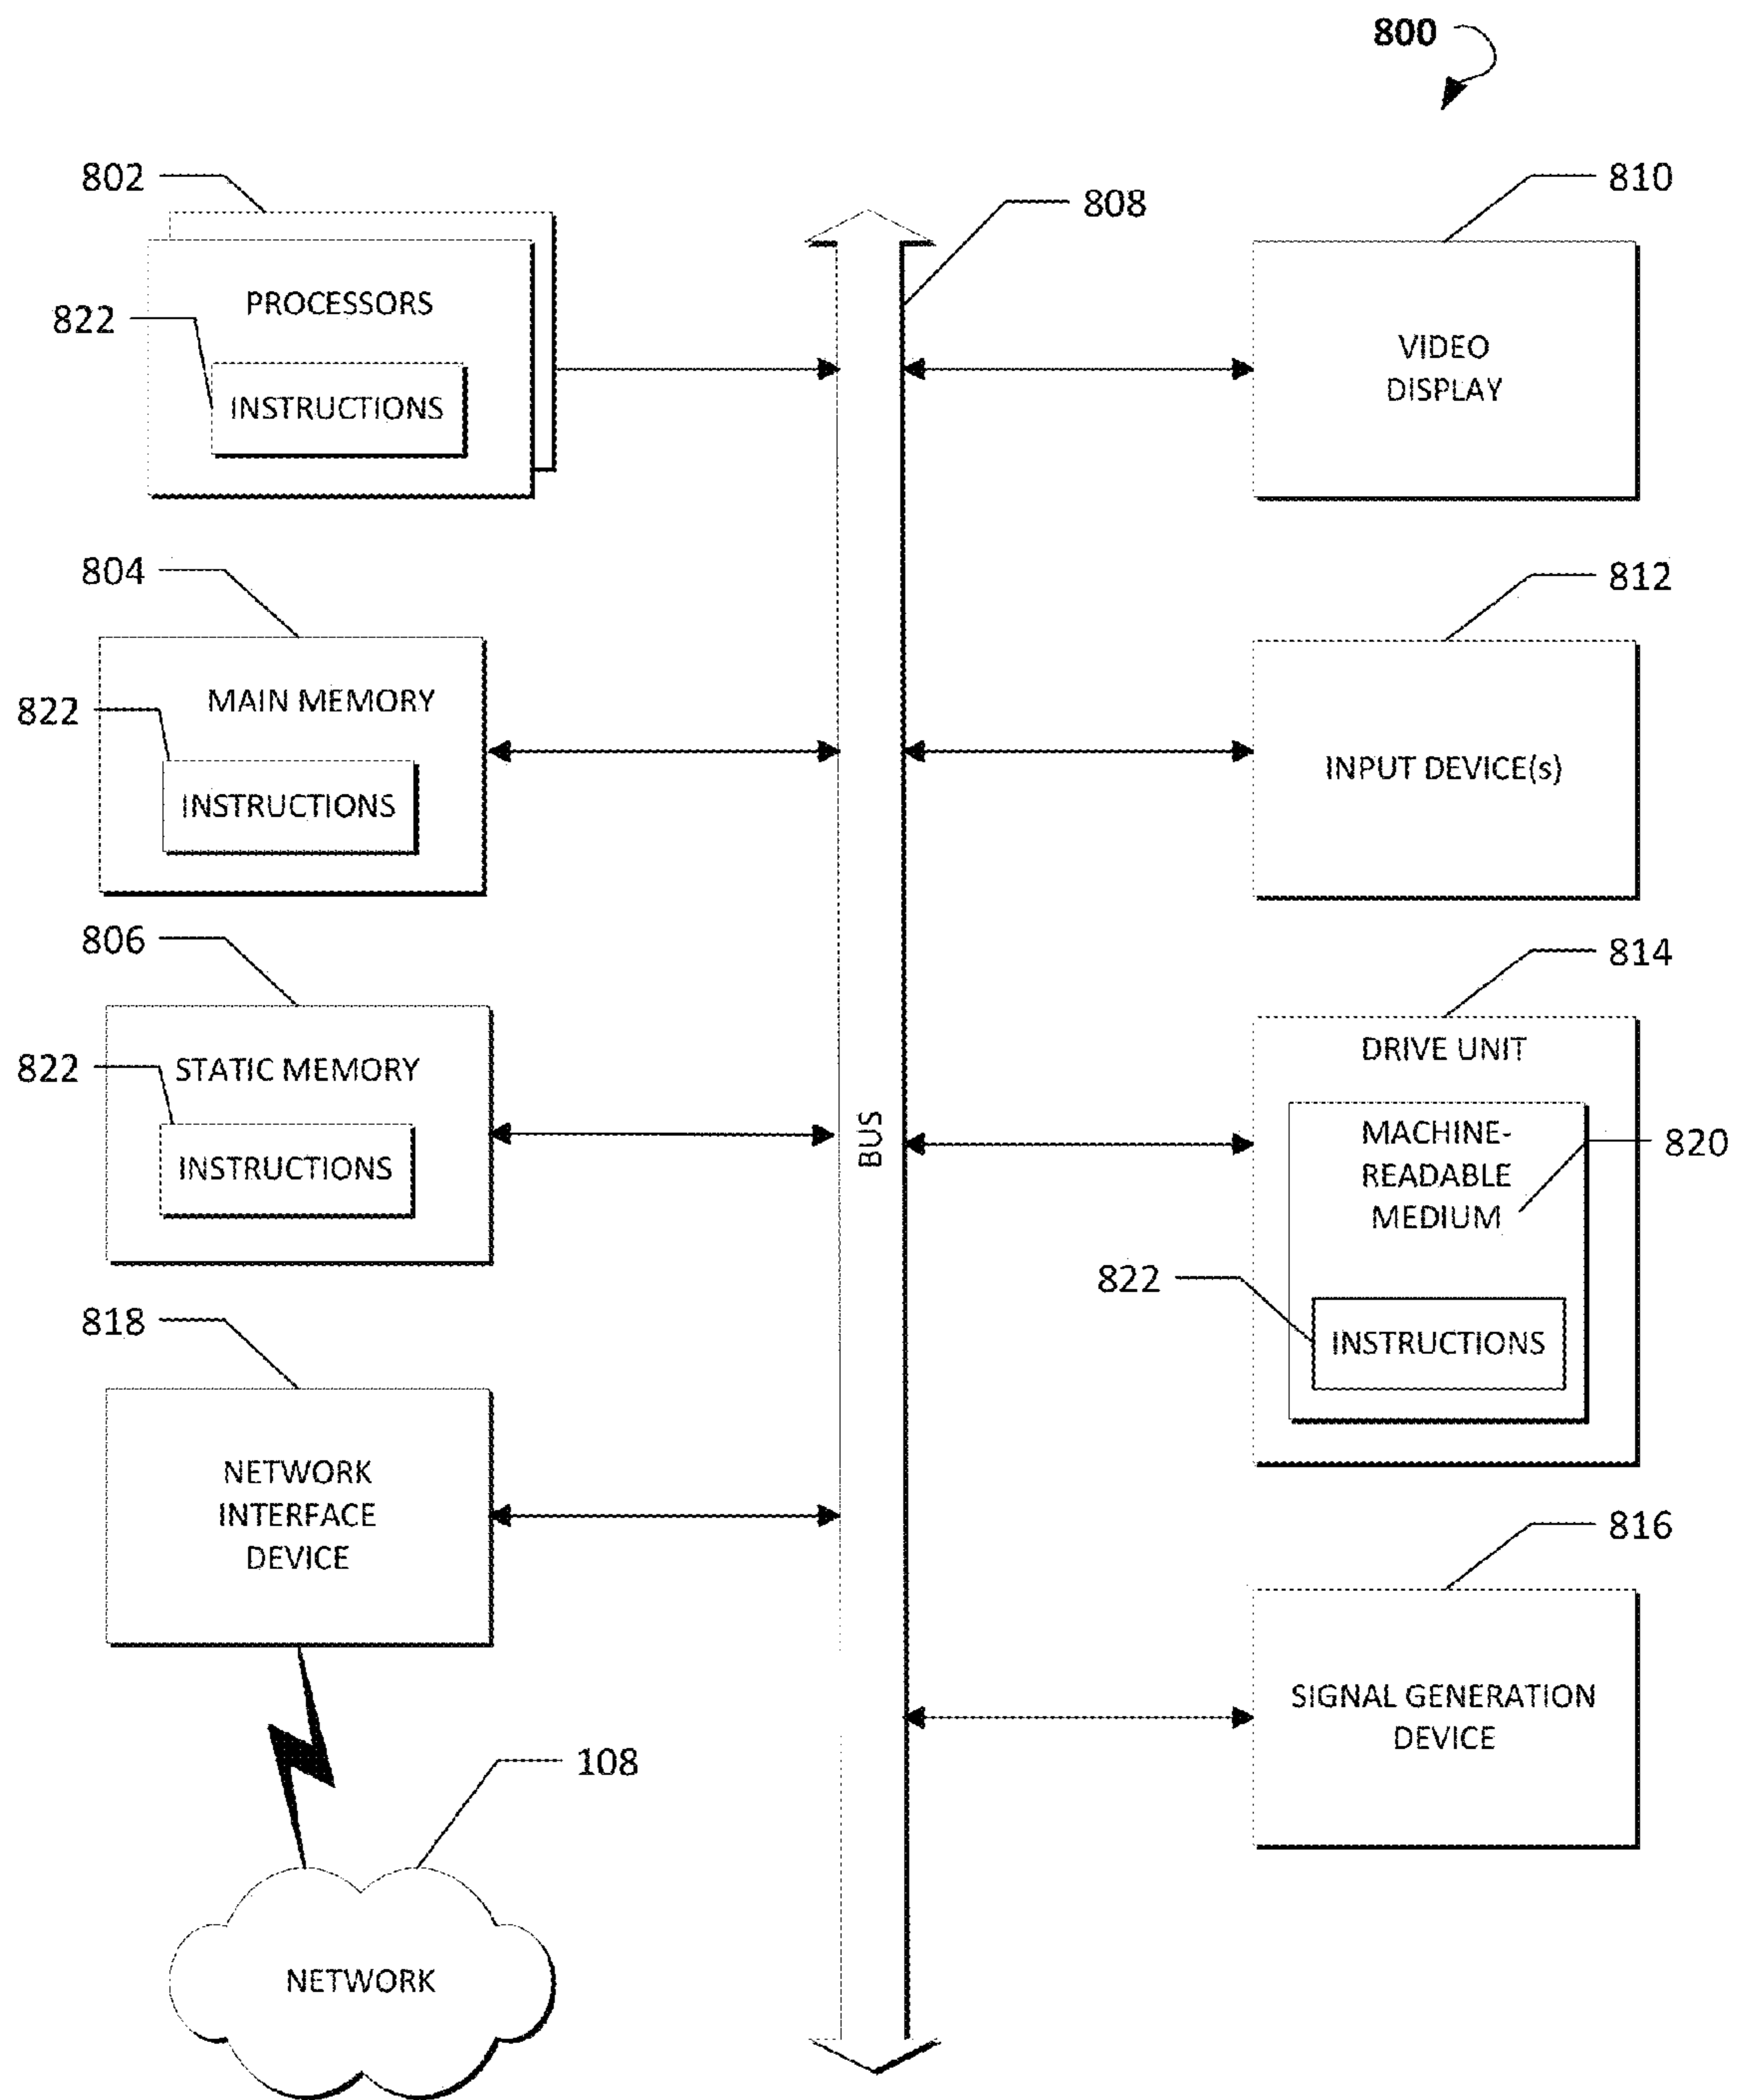 800
802
PROCESSORS
822
INSTRUCTIONS
804
MAIN MEMORY
822
INSTRUCTIONS
806
STATIC MEMORY
822
INSTRUCTIONS
818
NETWORK
INTERFACE
DEVICE
108
NETWORK
808
BUS
810
VIDEO
DISPLAY
812
INPUT DEVICE(s)
814
DRIVE UNIT
MACHINE-
READABLE
MEDIUM
820
822
INSTRUCTIONS
816
SIGNAL GENERATION
DEVICE